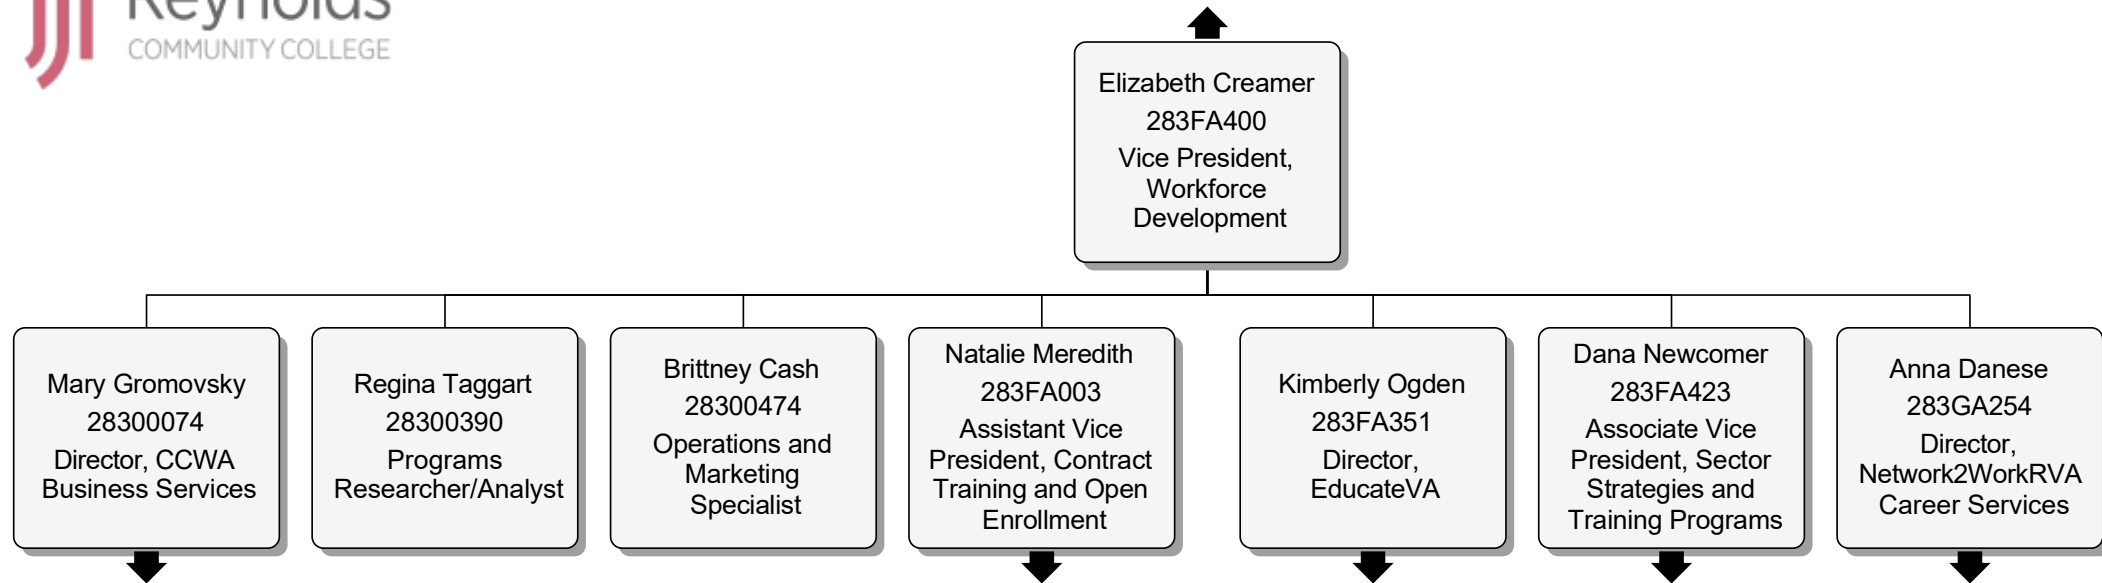 Reynolds
COMMUNITY COLLEGE
Elizabeth Creamer
283FA400
Vice President,
Workforce
Development
Mary Gromovsky
28300074
Director, CCWA
Business Services
Regina Taggart
28300390
Programs
Researcher/Analyst
Brittney Cash
28300474
Operations and
Marketing
Specialist
Natalie Meredith
283FA003
Assistant Vice
President, Contract
Training and Open
Enrollment
Kimberly Ogden
283FA351
Director,
EducateVA
Dana Newcomer
283FA423
Associate Vice
President, Sector
Strategies and
Training Programs
Anna Danese
283GA254
Director,
Network2WorkRVA
Career Services